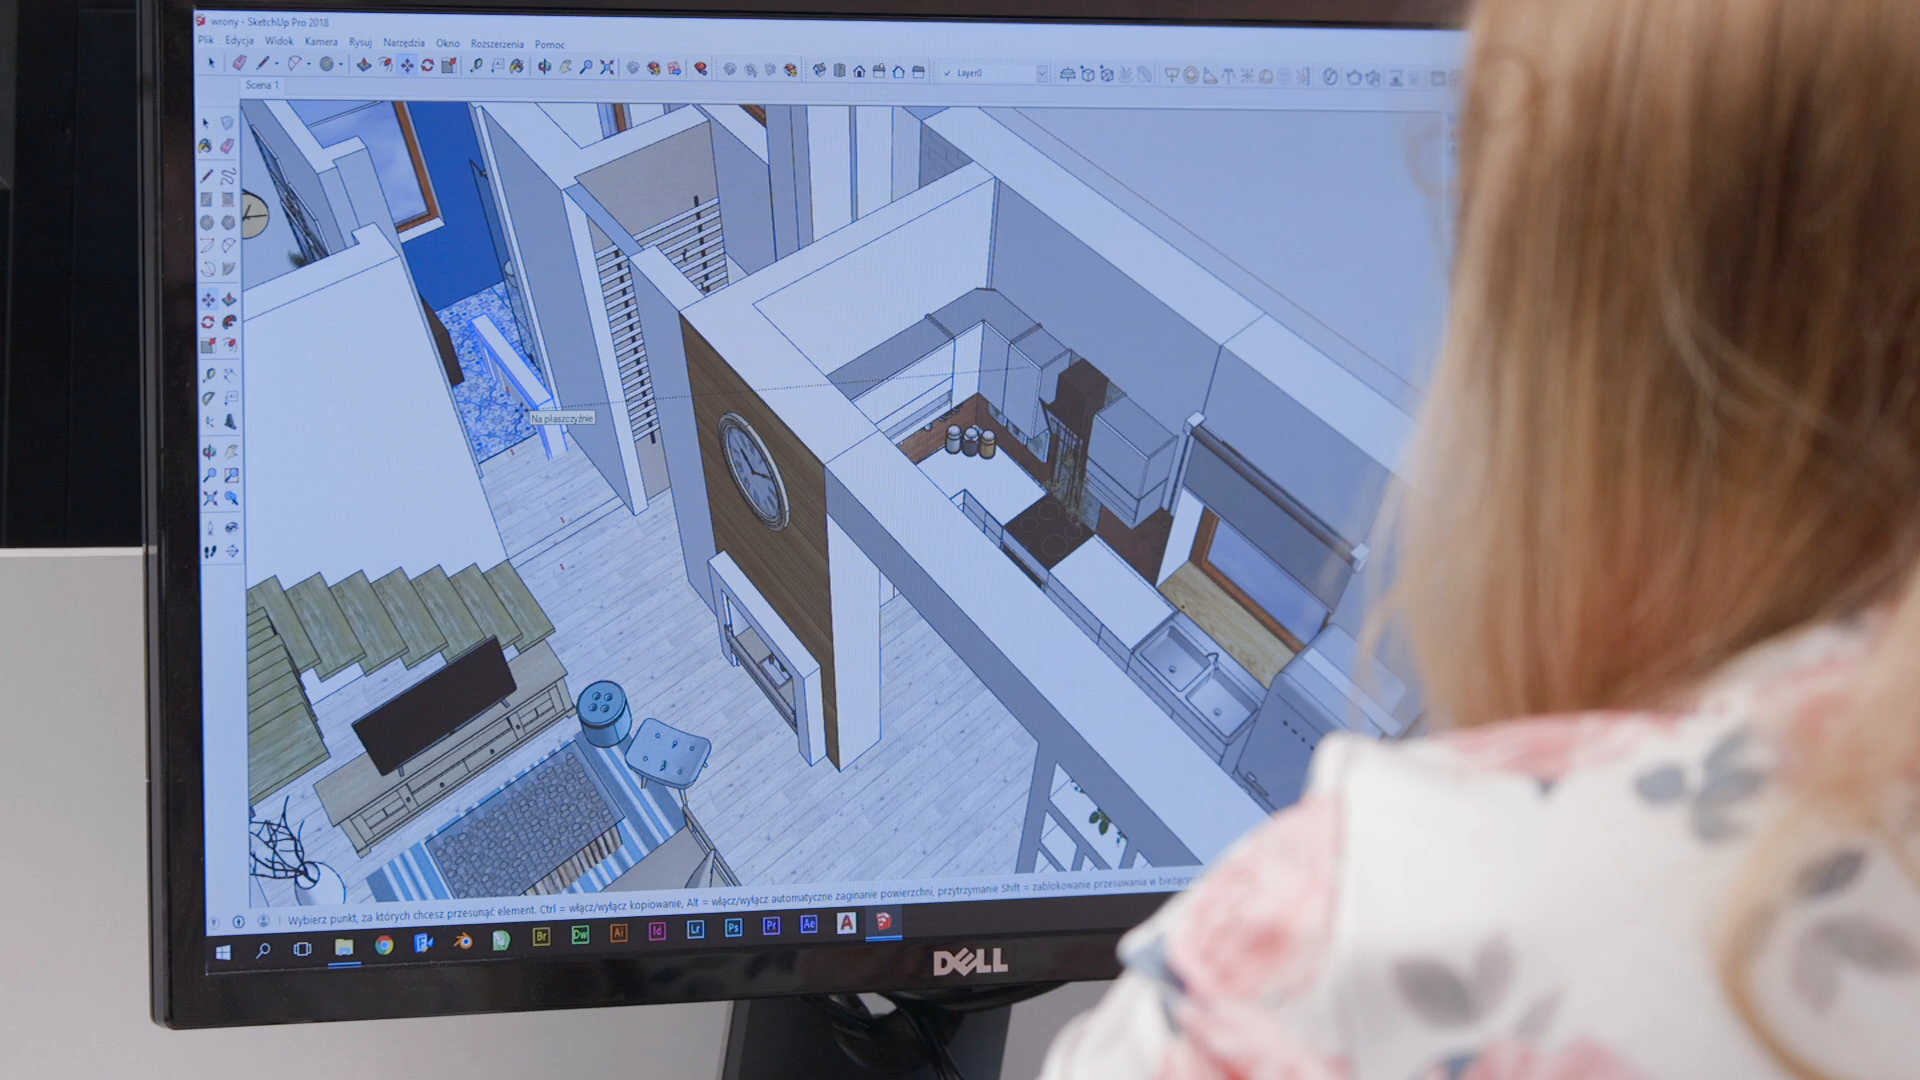 wrony - SketchUp Pro 2018
Plik Edycja Widok Kamera Rysuj Narzędzia Okno Rozszerzenia Pomoc
Layer0
Scena 1
Na płaszczyźnie
Wybierz punkt, za których chcesz przesunąć element. Ctrl = włącz/wyłącz kopiowanie, Alt = włącz/wyłącz automatyczne zaginanie powierzchni, przytrzymanie Shift = zablokowanie przesuwania w
Br Dw Ai Id Lr Ps Pr Ae A
DELL